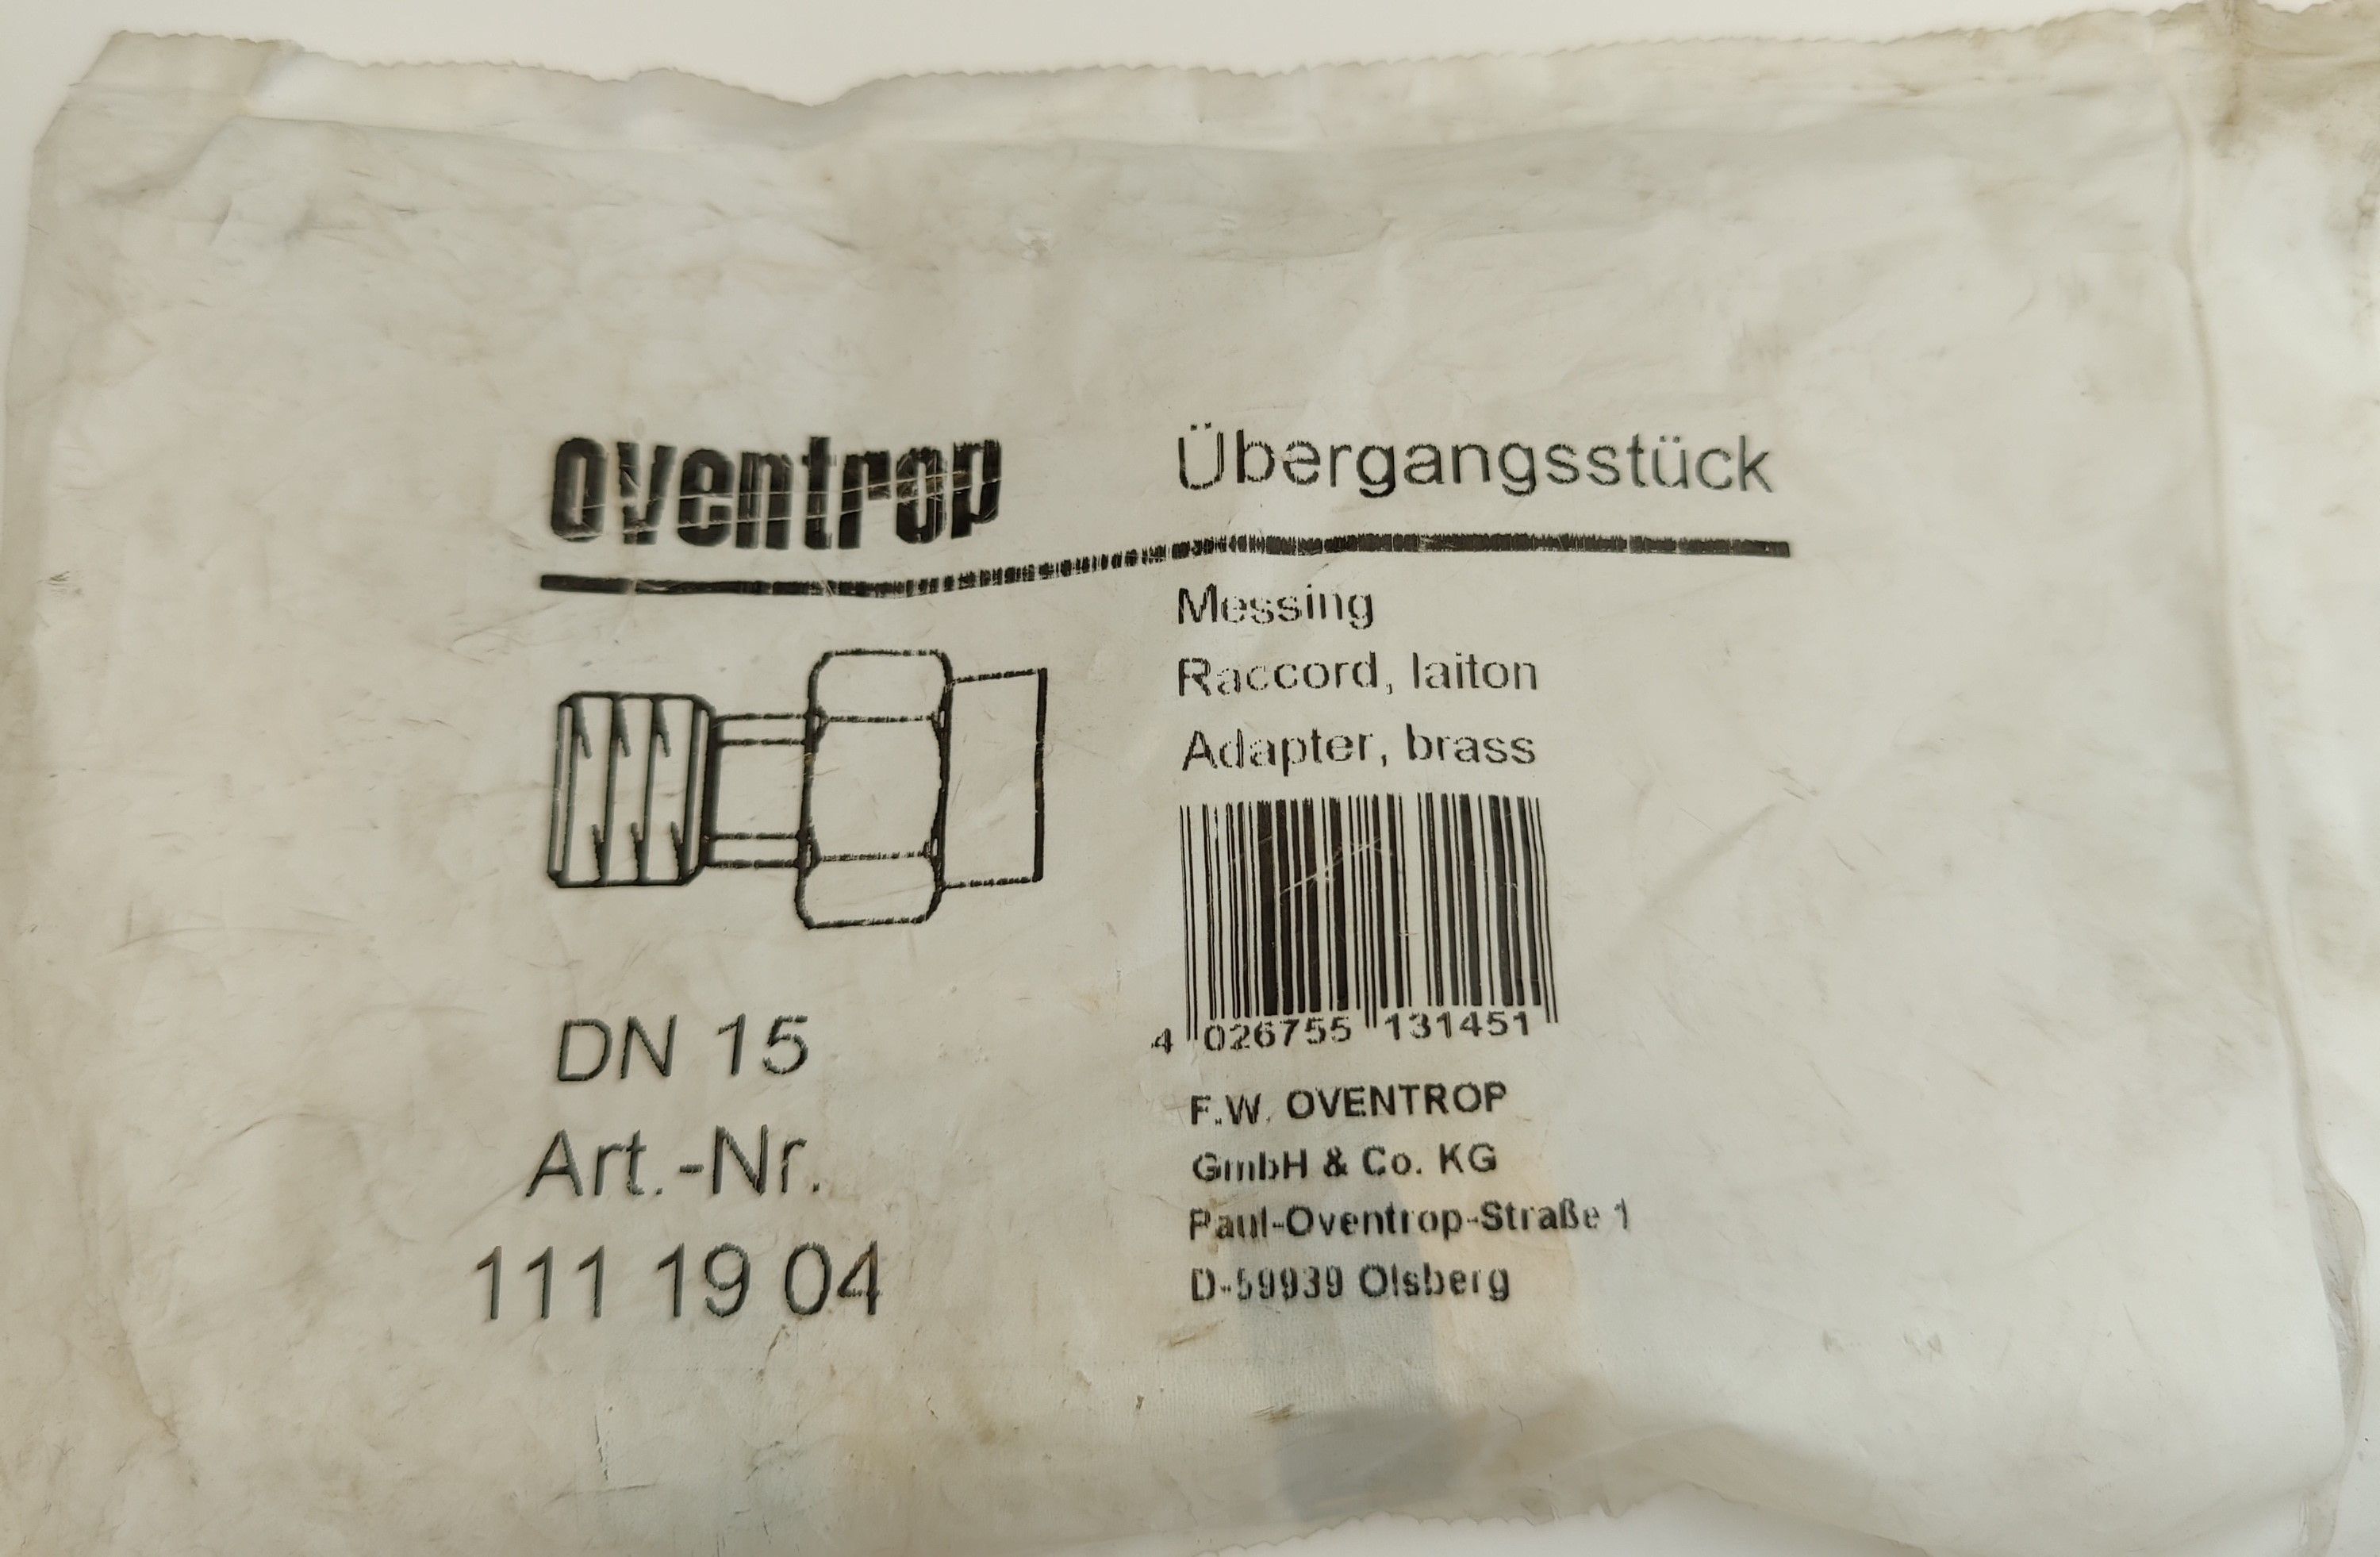 oventrop
Übergangsstück
Messing
Raccord, laiton
Adapter, brass
4 026755 131451
DN 15
Art.-Nr.
111 19 04
F.W. OVENTROP
GmbH & Co. KG
Paul-Oventrop-Straße 1
D-59939 Olsberg